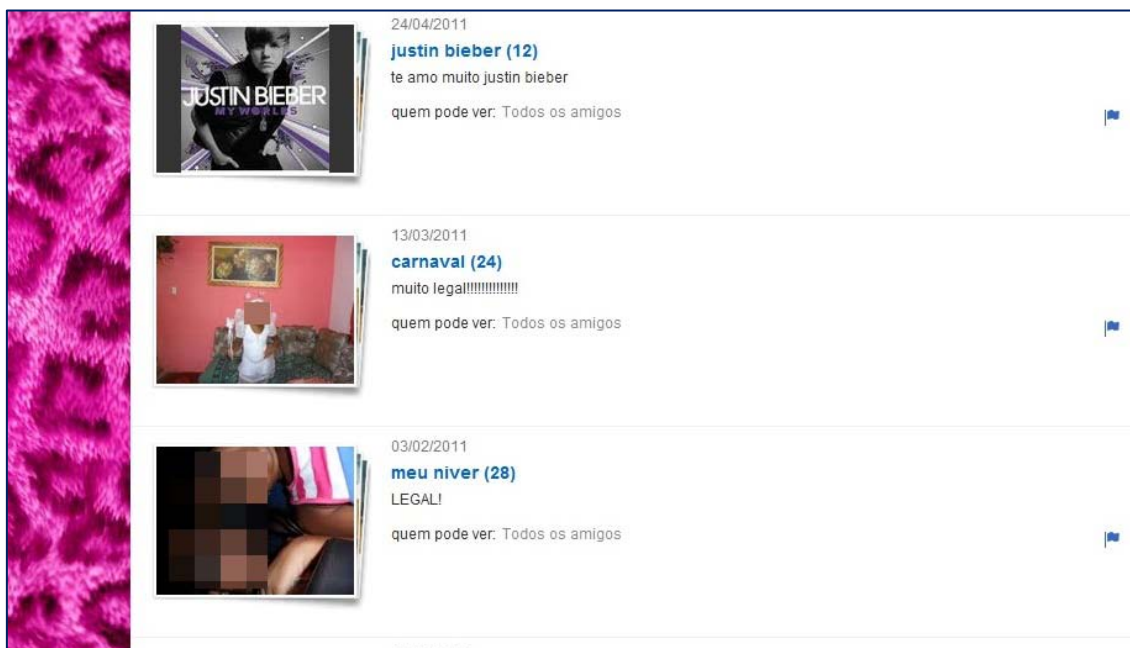 24/04/2011
justin bieber (12)
te amo muito justin bieber
quem pode ver: Todos os amigos
JUSTIN BIEBER
MY WORLDS
13/03/2011
carnaval (24)
muito legal!!!!!!!!!!!!!!
quem pode ver: Todos os amigos
03/02/2011
meu niver (28)
LEGAL!
quem pode ver: Todos os amigos